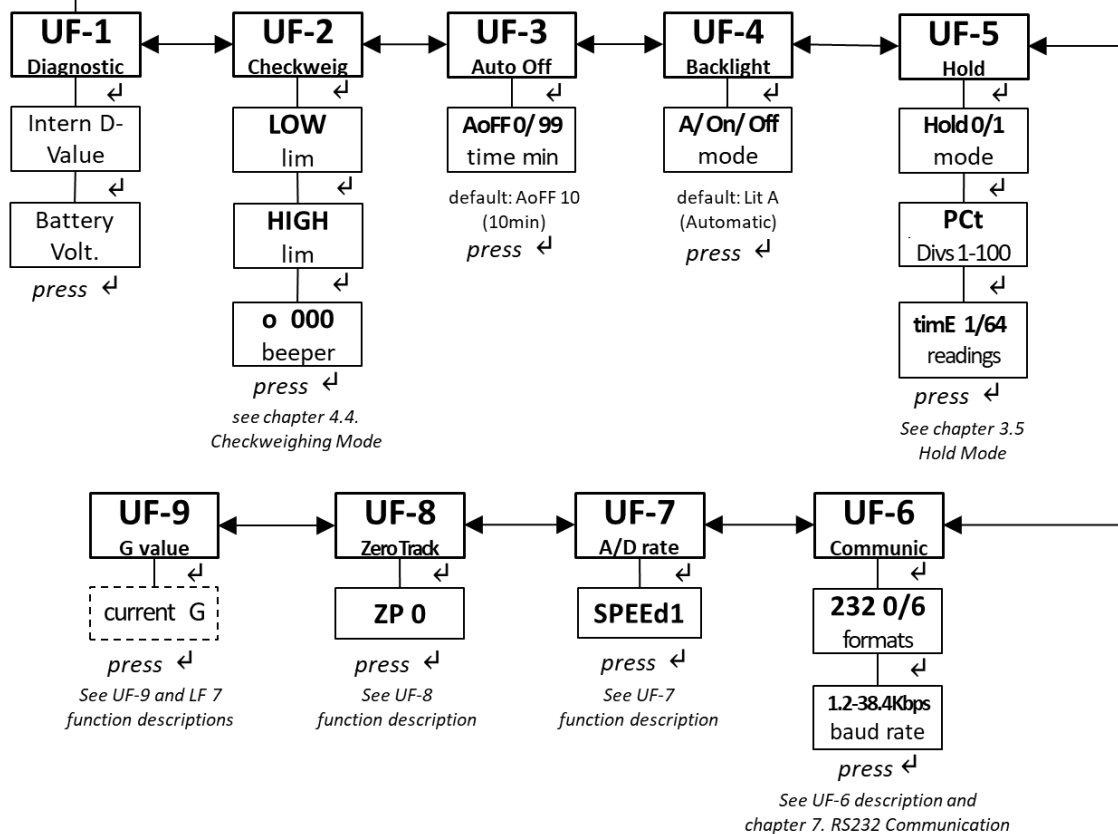 UF-1
Diagnostic
↵
Intern D-
Value
↵
Battery
Volt.
press ↵
UF-2
Checkweig
↵
LOW
lim
↵
HIGH
lim
↵
o 000
beeper
press ↵
see chapter 4.4.
Checkweighing Mode
UF-3
Auto Off
↵
AoFF 0/ 99
time min
default: AoFF 10
(10min)
press ↵
UF-4
Backlight
↵
A/ On/ Off
mode
default: Lit A
(Automatic)
press ↵
UF-5
Hold
↵
Hold 0/1
mode
↵
PCt
Divs 1-100
↵
timE 1/64
readings
press ↵
See chapter 3.5
Hold Mode
UF-9
G value
↵
current G
press ↵
See UF-9 and LF 7
function descriptions
UF-8
ZeroTrack
↵
ZP 0
press ↵
See UF-8
function description
UF-7
A/D rate
↵
SPEEd1
press ↵
See UF-7
function description
UF-6
Communic
↵
232 0/6
formats
↵
1.2-38.4Kbps
baud rate
press ↵
See UF-6 description and
chapter 7. RS232 Communication